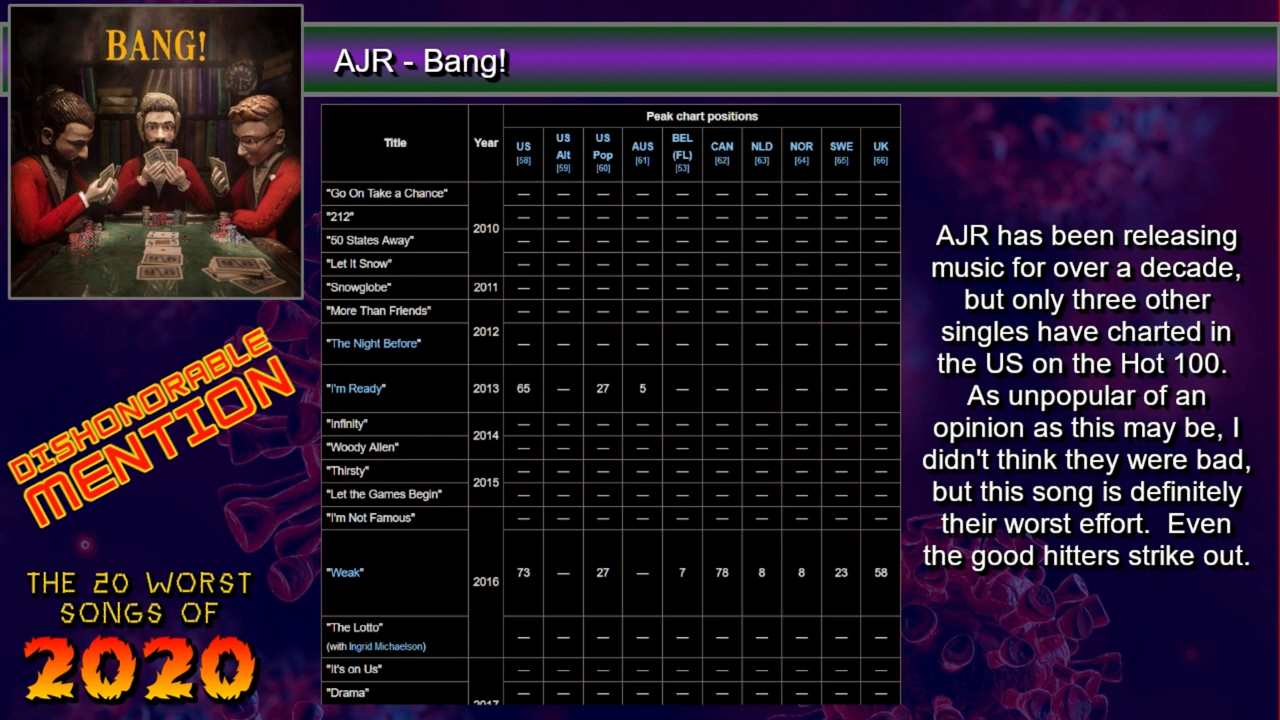 BANG!
AJR - Bang!
DISHONORABLE
MENTION
THE 20 WORST
SONGS OF
2020
Peak chart positions
Title Year US [58] US Alt [59] US Pop [60] AUS [61] BEL (FL) [53] CAN [62] NLD [63] NOR [64] SWE [65] UK [66]
"Go On Take a Chance" 2010 — — — — — — — — — —
"212" — — — — — — — — — —
"50 States Away" — — — — — — — — — —
"Let It Snow" — — — — — — — — — —
"Snowglobe" 2011 — — — — — — — — — —
"More Than Friends" 2012 — — — — — — — — — —
"The Night Before" — — — — — — — — — —
"I'm Ready" 2013 65 — 27 5 — — — — — —
"Infinity" 2014 — — — — — — — — — —
"Woody Allen" — — — — — — — — — —
"Thirsty" 2015 — — — — — — — — — —
"Let the Games Begin" — — — — — — — — — —
"I'm Not Famous" — — — — — — — — — —
"Weak" 2016 73 — 27 — 7 78 8 8 23 58
"The Lotto"
(with Ingrid Michaelson) — — — — — — — — — —
"It's on Us" — — — — — — — — — —
"Drama" 2017 — — — — — — — — — —
AJR has been releasing
music for over a decade,
but only three other
singles have charted in
the US on the Hot 100.
As unpopular of an
opinion as this may be, I
didn't think they were bad,
but this song is definitely
their worst effort. Even
the good hitters strike out.